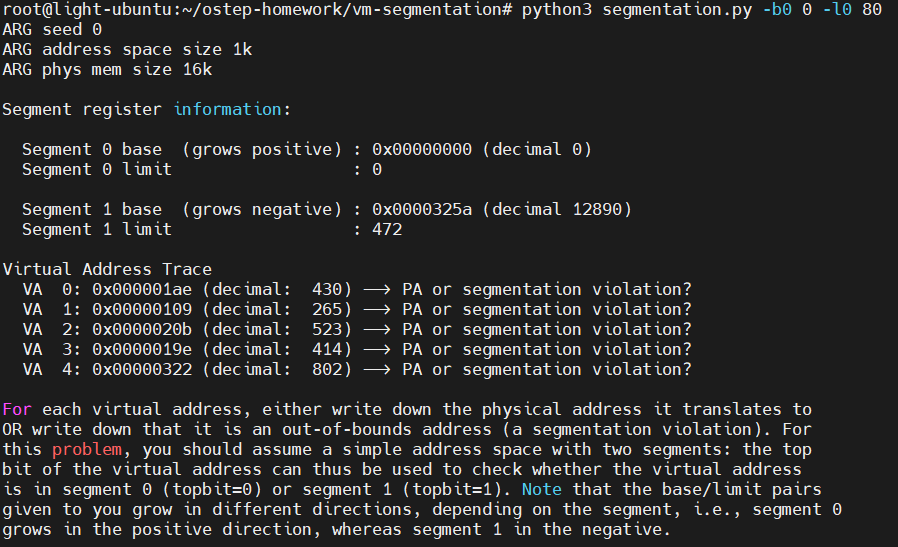 root@light-ubuntu:~/ostep-homework/vm-segmentation# python3 segmentation.py -b0 0 -l0 80
ARG seed 0
ARG address space size 1k
ARG phys mem size 16k
Segment register information:
Segment 0 base  (grows positive) : 0x00000000 (decimal 0)
Segment 0 limit                  : 0
Segment 1 base  (grows negative) : 0x0000325a (decimal 12890)
Segment 1 limit                  : 472
Virtual Address Trace
VA  0: 0x000001ae (decimal:  430) --> PA or segmentation violation?
VA  1: 0x00000109 (decimal:  265) --> PA or segmentation violation?
VA  2: 0x0000020b (decimal:  523) --> PA or segmentation violation?
VA  3: 0x0000019e (decimal:  414) --> PA or segmentation violation?
VA  4: 0x00000322 (decimal:  802) --> PA or segmentation violation?
For each virtual address, either write down the physical address it translates to
OR write down that it is an out-of-bounds address (a segmentation violation). For
this problem, you should assume a simple address space with two segments: the top
bit of the virtual address can thus be used to check whether the virtual address
is in segment 0 (topbit=0) or segment 1 (topbit=1). Note that the base/limit pairs
given to you grow in different directions, depending on the segment, i.e., segment 0
grows in the positive direction, whereas segment 1 in the negative.